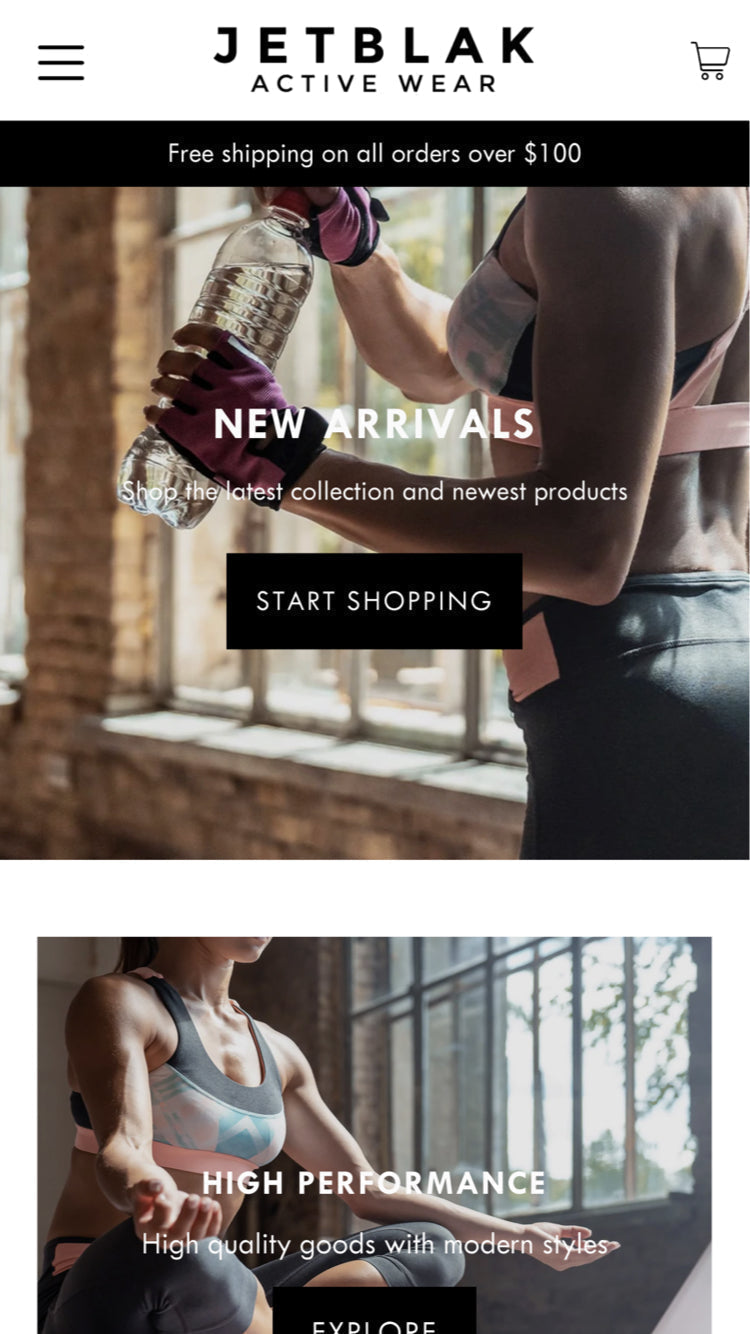 JETBLAK
ACTIVE WEAR
Free shipping on all orders over $100
NEW ARRIVALS
Shop the latest collection and newest products
START SHOPPING
HIGH PERFORMANCE
High quality goods with modern styles
EXPLORE